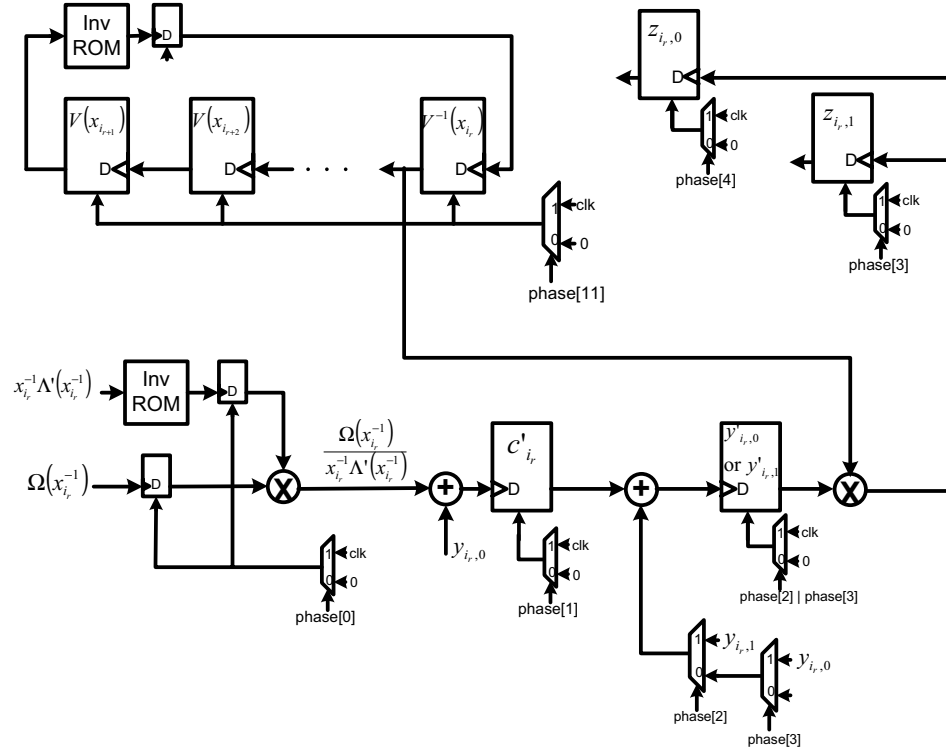 Inv
ROM
D
z_{i_r,0}
D
1
clk
0
0
phase[4]
z_{i_r,1}
D
1
clk
0
0
phase[3]
V(x_{i_{r+1}})
D
V(x_{i_{r+2}})
D
. . . . .
V^{-1}(x_{i_r})
D
1
clk
0
0
phase[11]
x_{i_r}^{-1}Λ'(x_{i_r}^{-1})
Inv
ROM
D
Ω(x_{i_r}^{-1})
D
X
Ω(x_{i_r}^{-1})
x_{i_r}^{-1}Λ'(x_{i_r}^{-1})
+
y_{i_r,0}
c'_{i_r}
D
+
y'_{i_r,0}
or y'_{i_r,1}
D
X
1
clk
0
0
phase[0]
1
clk
0
0
phase[1]
1
clk
0
0
phase[2] | phase[3]
1
y_{i_r,1}
0
phase[2]
1
y_{i_r,0}
0
phase[3]